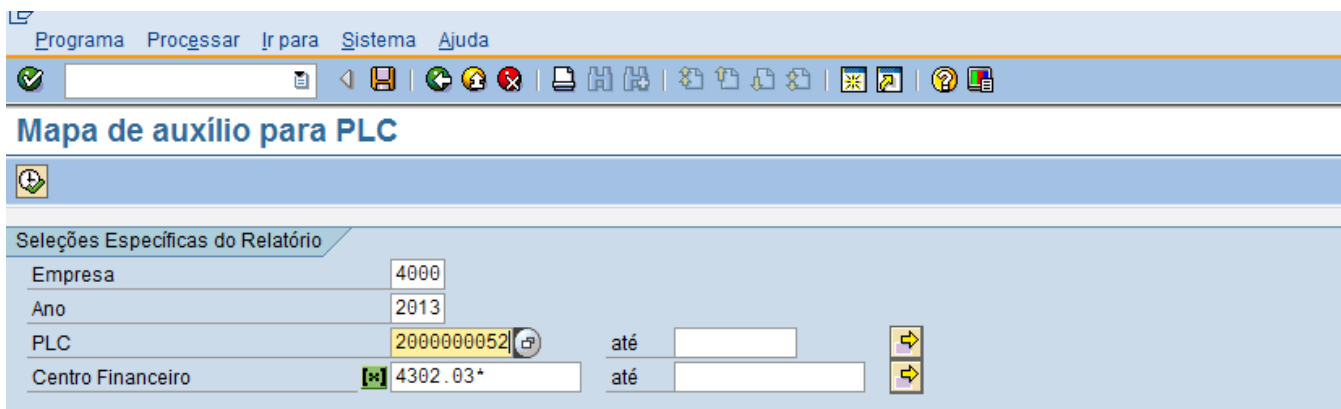 Programa Processar Ir para Sistema Ajuda
Mapa de auxílio para PLC
Seleções Específicas do Relatório
Empresa 4000
Ano 2013
PLC 2000000052 até
Centro Financeiro 4302.03* até